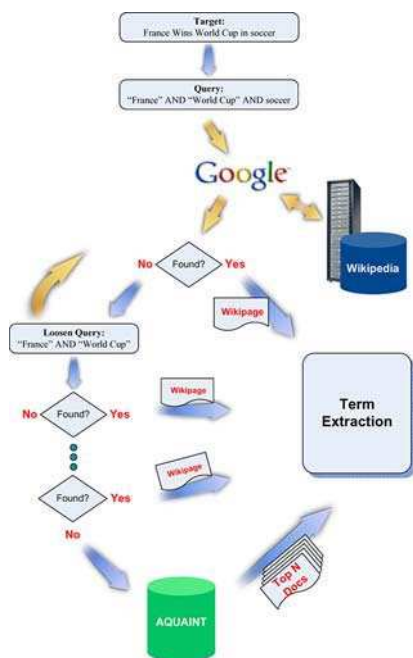 Target:
France Wins World Cup in soccer
Query:
“France” AND “World Cup” AND soccer
Google™
Wikipedia
No
Found?
Yes
Wikipage
Loosen Query:
“France” AND “World Cup”
Term
Extraction
No
Found?
Yes
Wikipage
Found?
Yes
Wikipage
No
AQUAINT
Top N
Docs